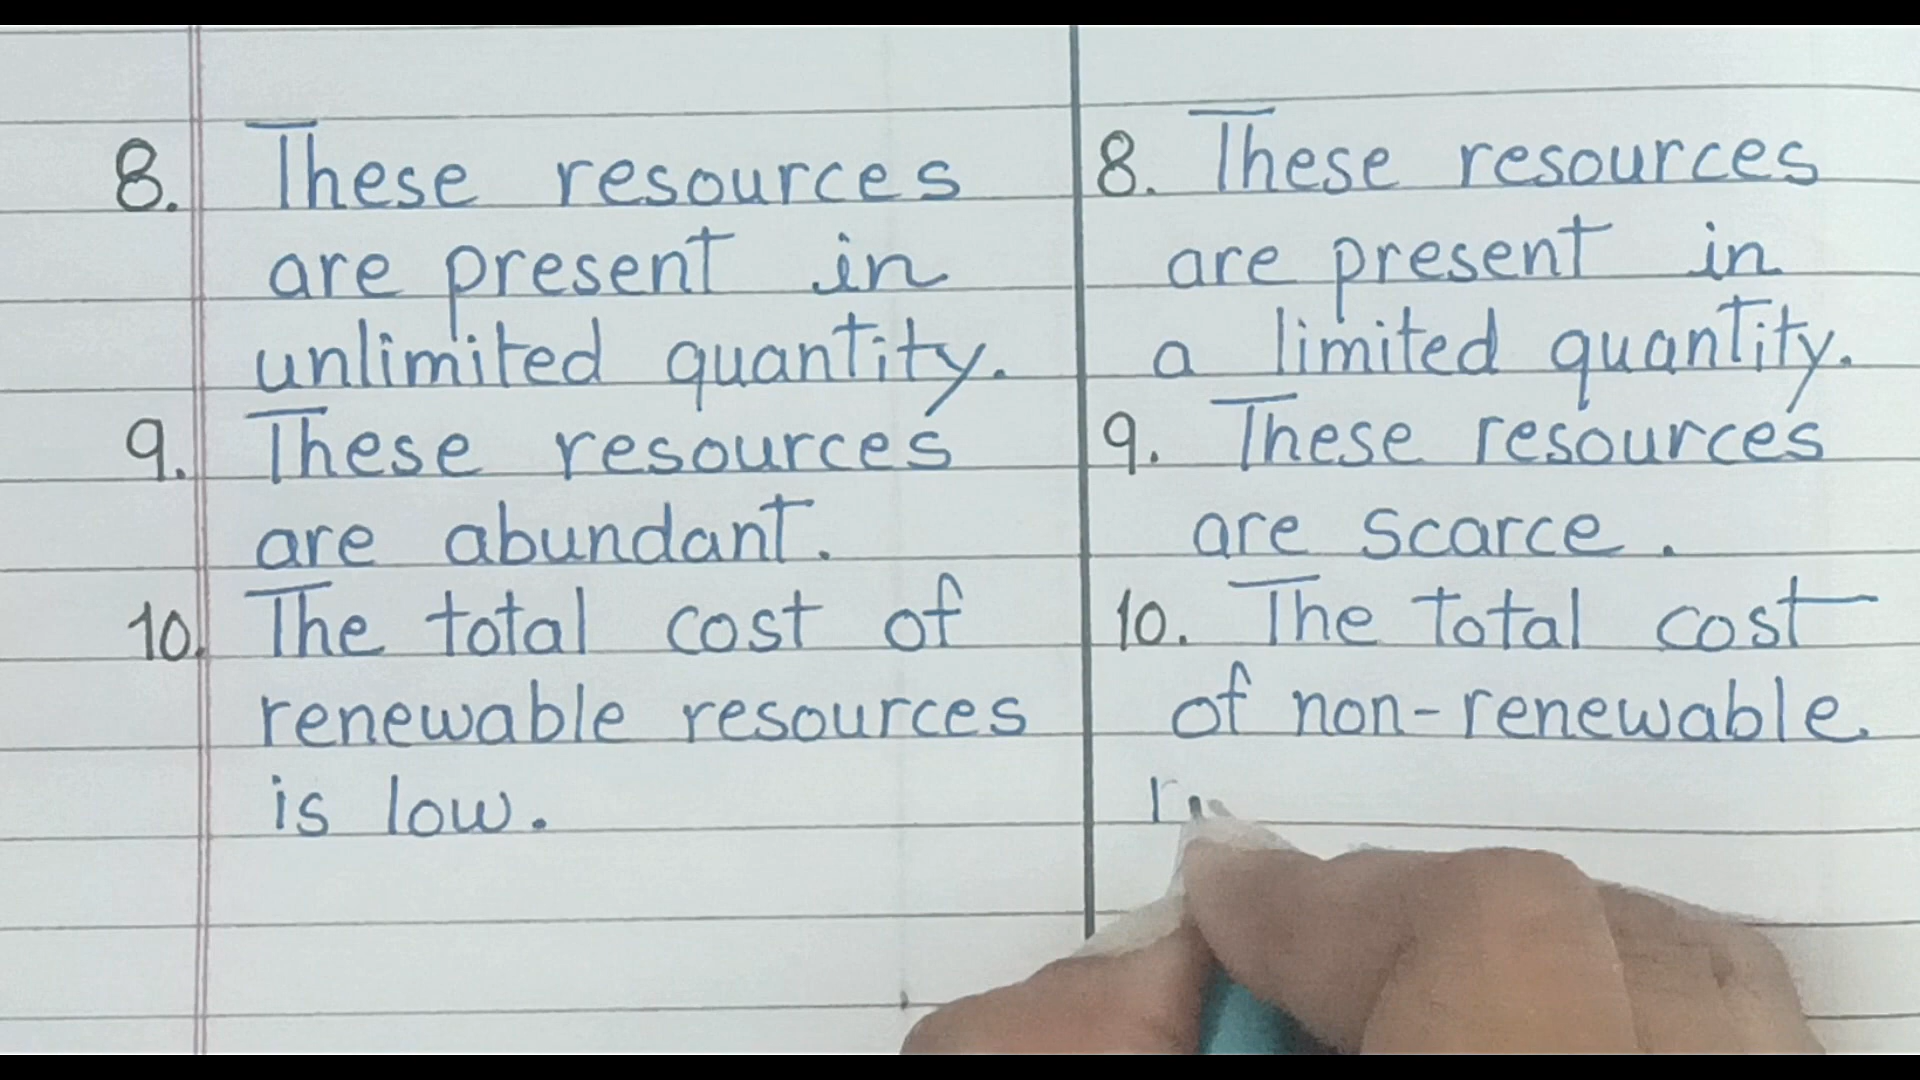 8. These resources
are present in
unlimited quantity.
9. These resources
are abundant.
10. The total cost of
renewable resources
is low.
8. These resources
are present in
a limited quantity.
9. These resources
are scarce.
10. The total cost
of non-renewable